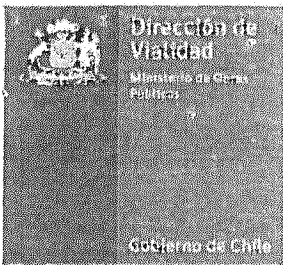 Dirección de
Vialidad
Ministerio de Obras
Públicas
Gobierno de Chile